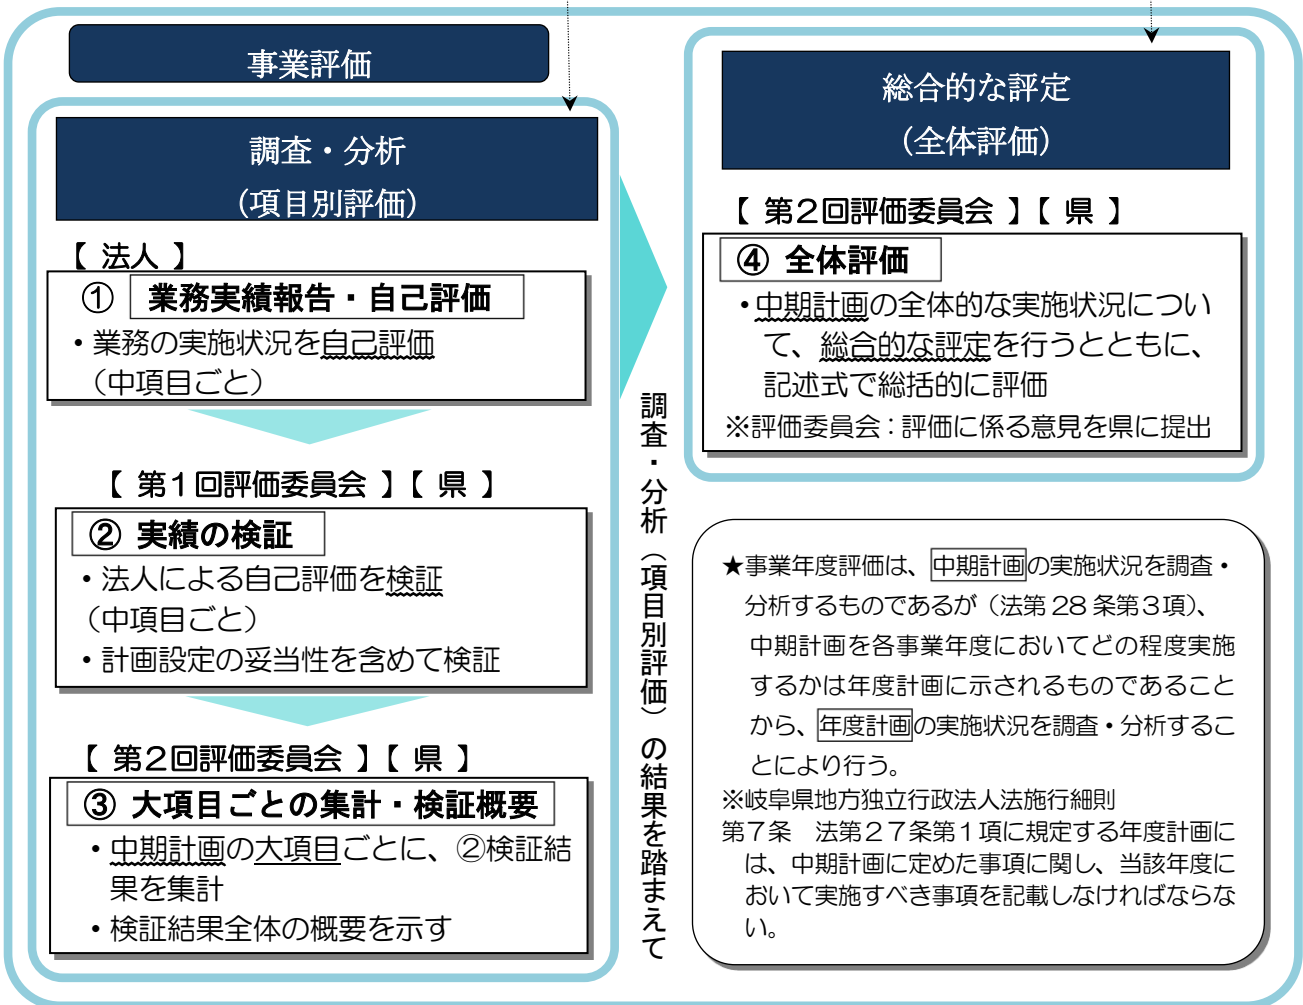 事業評価
調査・分析
（項目別評価）
【 法人 】
① 業務実績報告・自己評価
・業務の実施状況を自己評価
（中項目ごと）
【 第１回評価委員会 】【 県 】
② 実績の検証
・法人による自己評価を検証
（中項目ごと）
・計画設定の妥当性を含めて検証
【 第２回評価委員会 】【 県 】
③ 大項目ごとの集計・検証概要
・中期計画の大項目ごとに、②検証結
果を集計
・検証結果全体の概要を示す
調査・分析（項目別評価）の結果を踏まえて
総合的な評定
（全体評価）
【 第２回評価委員会 】【 県 】
④ 全体評価
・中期計画の全体的な実施状況につい
て、総合的な評定を行うとともに、
記述式で総括的に評価
※評価委員会：評価に係る意見を県に提出
★事業年度評価は、中期計画の実施状況を調査・
分析するものであるが（法第 28 条第３項）、
中期計画を各事業年度においてどの程度実施
するかは年度計画に示されるものであること
から、年度計画の実施状況を調査・分析するこ
とにより行う。
※岐阜県地方独立行政法人法施行細則
第７条　法第２７条第１項に規定する年度計画に
は、中期計画に定めた事項に関し、当該年度に
おいて実施すべき事項を記載しなければならな
い。